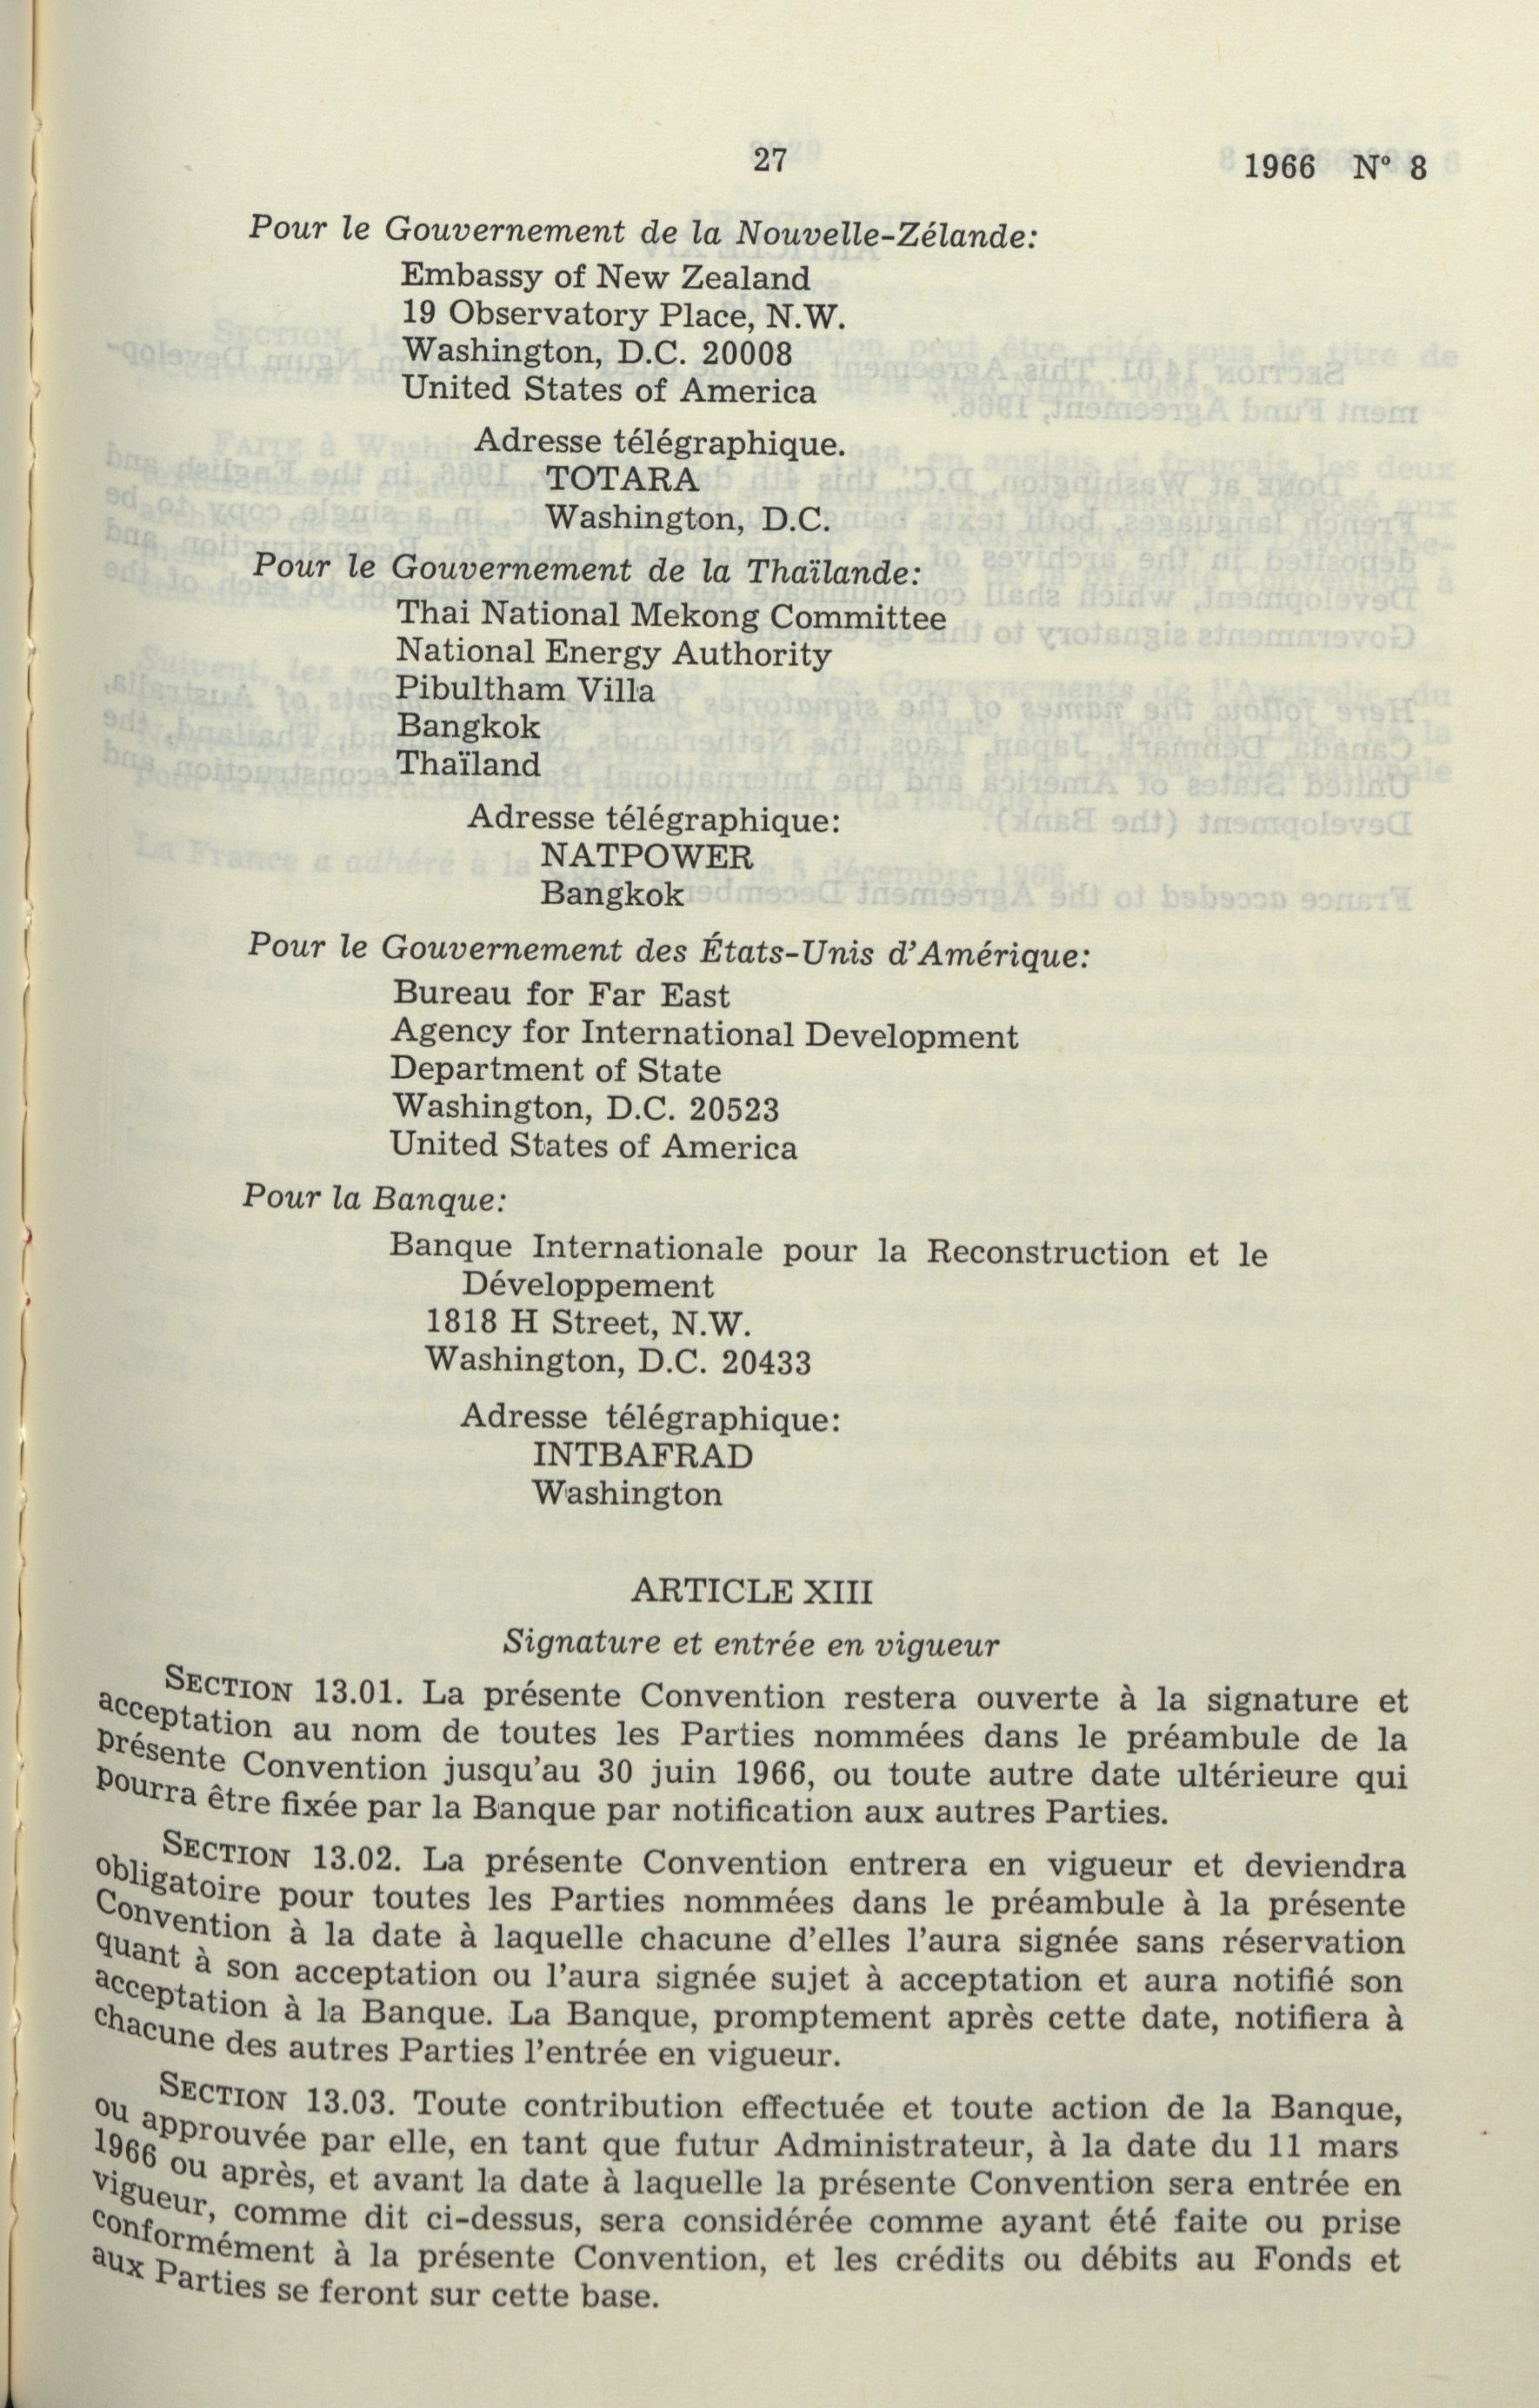 27
1966 N° 8
Pour le Gouvernement de la Nouvelle-Zélande:
Embassy of New Zealand
19 Observatory Place, N.W.
Washington, D.C. 20008
United States of America
Adresse télégraphique.
TOTARA
Washington, D.C.
Pour le Gouvernement de la Thaïlande:
Thai National Mekong Committee
National Energy Authority
Pibultham Villa
Bangkok
Thaïland
Adresse télégraphique:
NATPOWER
Bangkok
Pour le Gouvernement des États-Unis d'Amérique:
Bureau for Far East
Agency for International Development
Department of State
Washington, D.C. 20523
United States of America
Pour la Banque:
Banque Internationale pour la Reconstruction et le
Développement
1818 H Street, N.W.
Washington, D.C. 20433
Adresse télégraphique:
INTBAFRAD
Washington
ARTICLE XIII
Signature et entrée en vigueur
SECTION 13.01. La présente Convention restera ouverte à la signature et
acceptation au nom de toutes les Parties nommées dans le préambule de la
présente Convention jusqu'au 30 juin 1966, ou toute autre date ultérieure qui
pourra être fixée par la Banque par notification aux autres Parties.
SECTION 13.02. La présente Convention entrera en vigueur et deviendra
obligatoire pour toutes les Parties nommées dans le préambule à la présente
Convention à la date à laquelle chacune d'elles l'aura signée sans réservation
quant à son acceptation ou l'aura signée sujet à acceptation et aura notifié son
acceptation à la Banque. La Banque, promptement après cette date, notifiera à
chacune des autres Parties l'entrée en vigueur.
SECTION 13.03. Toute contribution effectuée et toute action de la Banque,
ou approuvée par elle, en tant que futur Administrateur, à la date du 11 mars
1966 ou après, et avant la date à laquelle la présente Convention sera entrée en
vigueur, comme dit ci-dessus, sera considérée comme ayant été faite ou prise
conformément à la présente Convention, et les crédits ou débits au Fonds et
aux Parties se feront sur cette base.